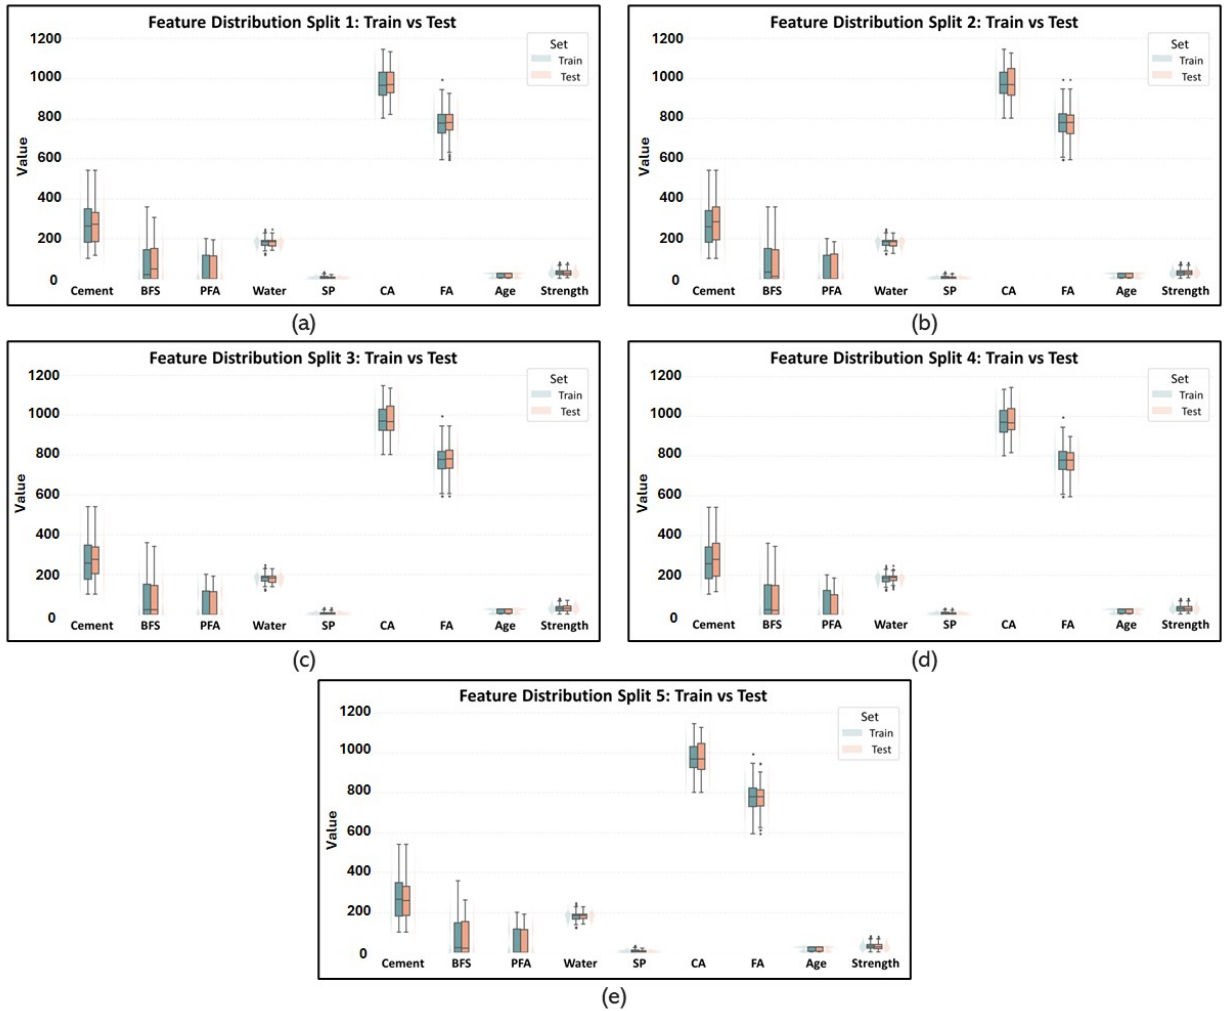 Feature Distribution Split 1: Train vs Test
1200
1000
800
600
400
200
0
Value
Set
Train
Test
Cement BFS PFA Water SP CA FA Age Strength
(a)
Feature Distribution Split 2: Train vs Test
1200
1000
800
600
400
200
0
Value
Set
Train
Test
Cement BFS PFA Water SP CA FA Age Strength
(b)
Feature Distribution Split 3: Train vs Test
1200
1000
800
600
400
200
0
Value
Set
Train
Test
Cement BFS PFA Water SP CA FA Age Strength
(c)
Feature Distribution Split 4: Train vs Test
1200
1000
800
600
400
200
0
Value
Set
Train
Test
Cement BFS PFA Water SP CA FA Age Strength
(d)
Feature Distribution Split 5: Train vs Test
1200
1000
800
600
400
200
0
Value
Set
Train
Test
Cement BFS PFA Water SP CA FA Age Strength
(e)